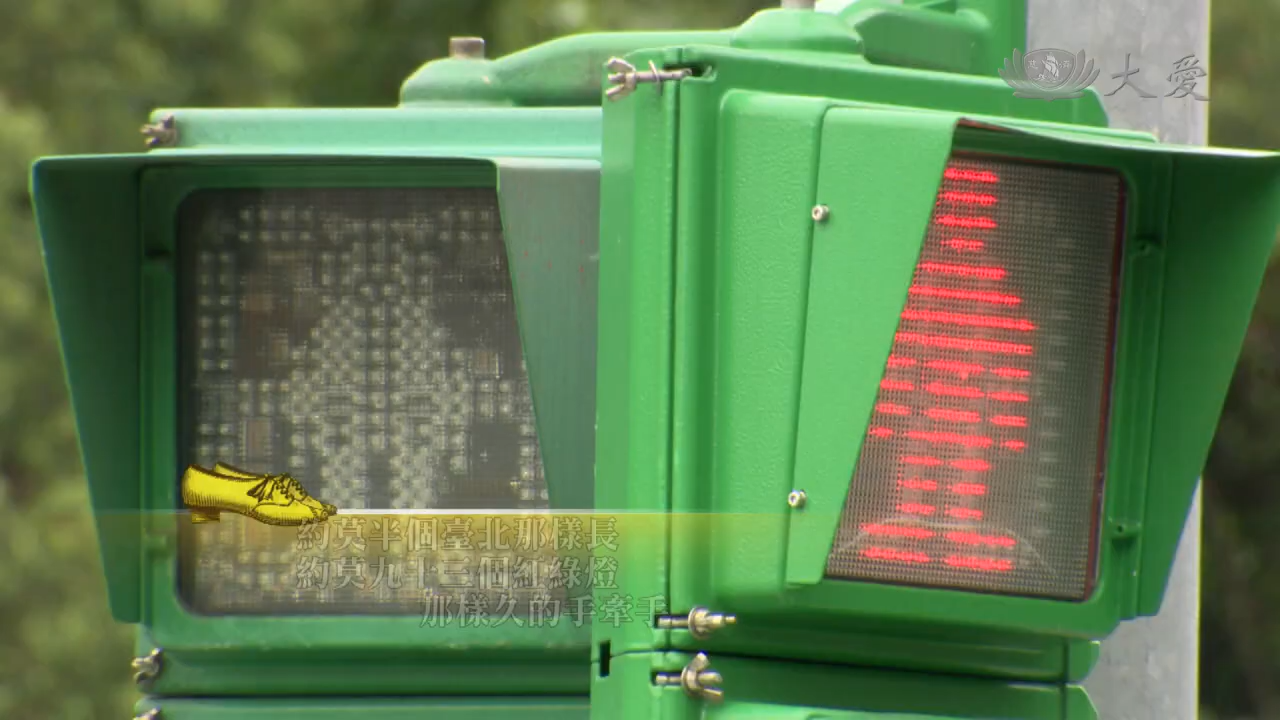 大愛
約莫半個臺北那樣長
約莫九十三個紅綠燈
那樣久的手牽手